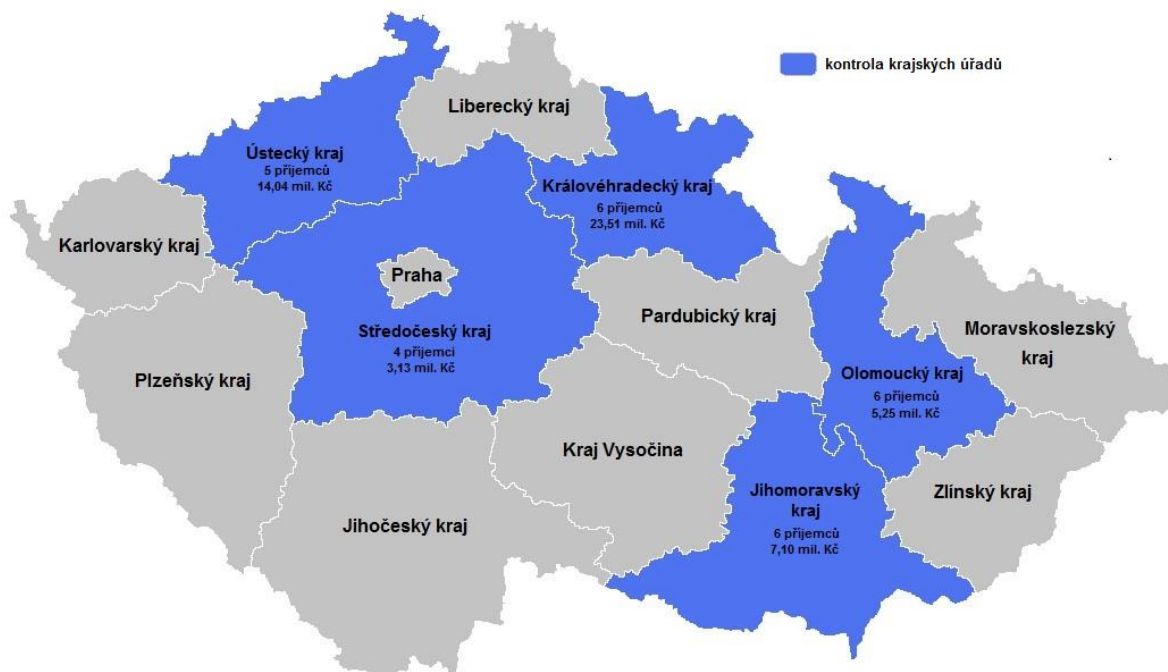 kontrola krajských úřadů
Liberecký kraj
Ústecký kraj
5 příjemců
14,04 mil. Kč
Královéhradecký kraj
6 příjemců
23,51 mil. Kč
Karlovarský kraj
Praha
Pardubický kraj
Středočeský kraj
4 příjemci
3,13 mil. Kč
Moravskoslezský
kraj
Plzeňský kraj
Olomoucký kraj
6 příjemců
5,25 mil. Kč
Kraj Vysočina
Jihomoravský
kraj
6 příjemců
7,10 mil. Kč
Zlínský kraj
Jihočeský kraj